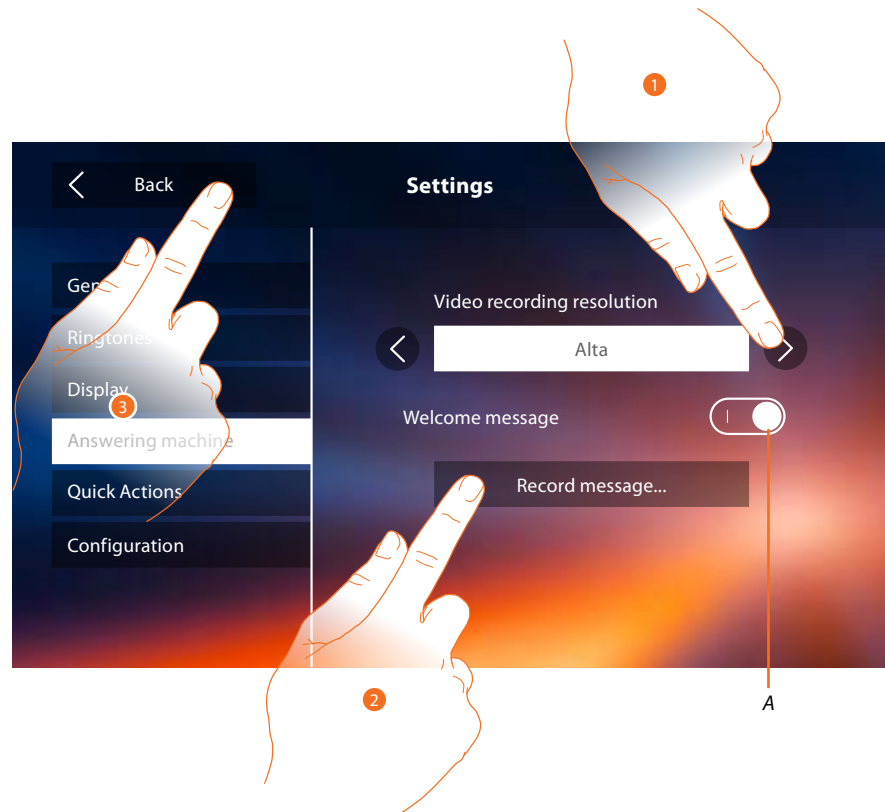 1
Back
Settings
Ringtones
Display
3
Answering machine
Quick Actions
Configuration
Video recording resolution
Alta
Welcome message
Record message...
2
A